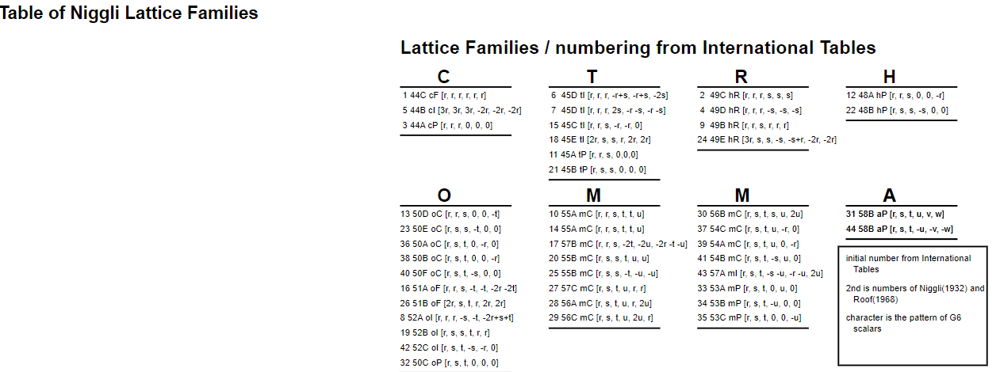 Table of Niggli Lattice Families
Lattice Families / numbering from International Tables
C
1 44C cF [r, r, r, r, r, r]
5 44B cI [3r, 3r, 3r, -2r, -2r, -2r]
3 44A cP [r, r, r, 0, 0, 0]
T
6 45D tI [r, r, r, -r+s, -r+s, -2s]
7 45D tI [r, r, r, 2s, -r -s, -r -s]
15 45C tI [r, r, s, -r, -r, 0]
18 45E tI [2r, s, s, r, 2r, 2r]
11 45A tP [r, r, s, 0,0,0]
21 45B tP [r, s, s, 0, 0, 0]
R
2 49C hR [r, r, r, s, s, s]
4 49D hR [r, r, r, -s, -s, -s]
9 49B hR [r, r, s, r, r, r]
24 49E hR [3r, s, s, -s, -s+r, -2r, -2r]
H
12 48A hP [r, r, s, 0, 0, -r]
22 48B hP [r, s, s, -s, 0, 0]
O
13 50D oC [r, r, s, 0, 0, -t]
23 50E oC [r, s, s, -t, 0, 0]
36 50A oC [r, s, t, 0, -r, 0]
38 50B oC [r, s, t, 0, 0, -r]
40 50F oC [r, s, t, -s, 0, 0]
16 51A oF [r, r, s, -t, -t, -2r -2t]
26 51B oF [2r, s, t, r, 2r, 2r]
8 52A oI [r, r, r, -s, -t, -2r+s+t]
19 52B oI [r, s, s, t, r, r]
42 52C oI [r, s, t, -s, -r, 0]
32 50C oP [r, s, t, 0, 0, 0]
M
10 55A mC [r, r, s, t, t, u]
14 55A mC [r, r, s, t, t, u]
17 57B mC [r, r, s, -2t, -2u, -2r -t -u]
20 55B mC [r, s, s, t, u, u]
25 55B mC [r, s, s, -t, -u, -u]
27 57C mC [r, s, t, u, r, r]
28 56A mC [r, s, t, u, r, 2u]
29 56C mC [r, s, t, u, 2u, r]
M
30 56B mC [r, s, t, s, u, 2u]
37 54C mC [r, s, t, u, -r, 0]
39 54A mC [r, s, t, u, 0, -r]
41 54B mC [r, s, t, -s, u, 0]
43 57A mI [r, s, t, -s -u, -r -u, 2u]
33 53A mP [r, s, t, 0, u, 0]
34 53B mP [r, s, t, -u, 0, 0]
35 53C mP [r, s, t, 0, 0, -u]
A
31 58B aP [r, s, t, u, v, w]
44 58B aP [r, s, t, -u, -v, -w]
initial number from International
Tables
2nd is numbers of Niggli(1932) and
Roof(1968)
character is the pattern of G6
scalars